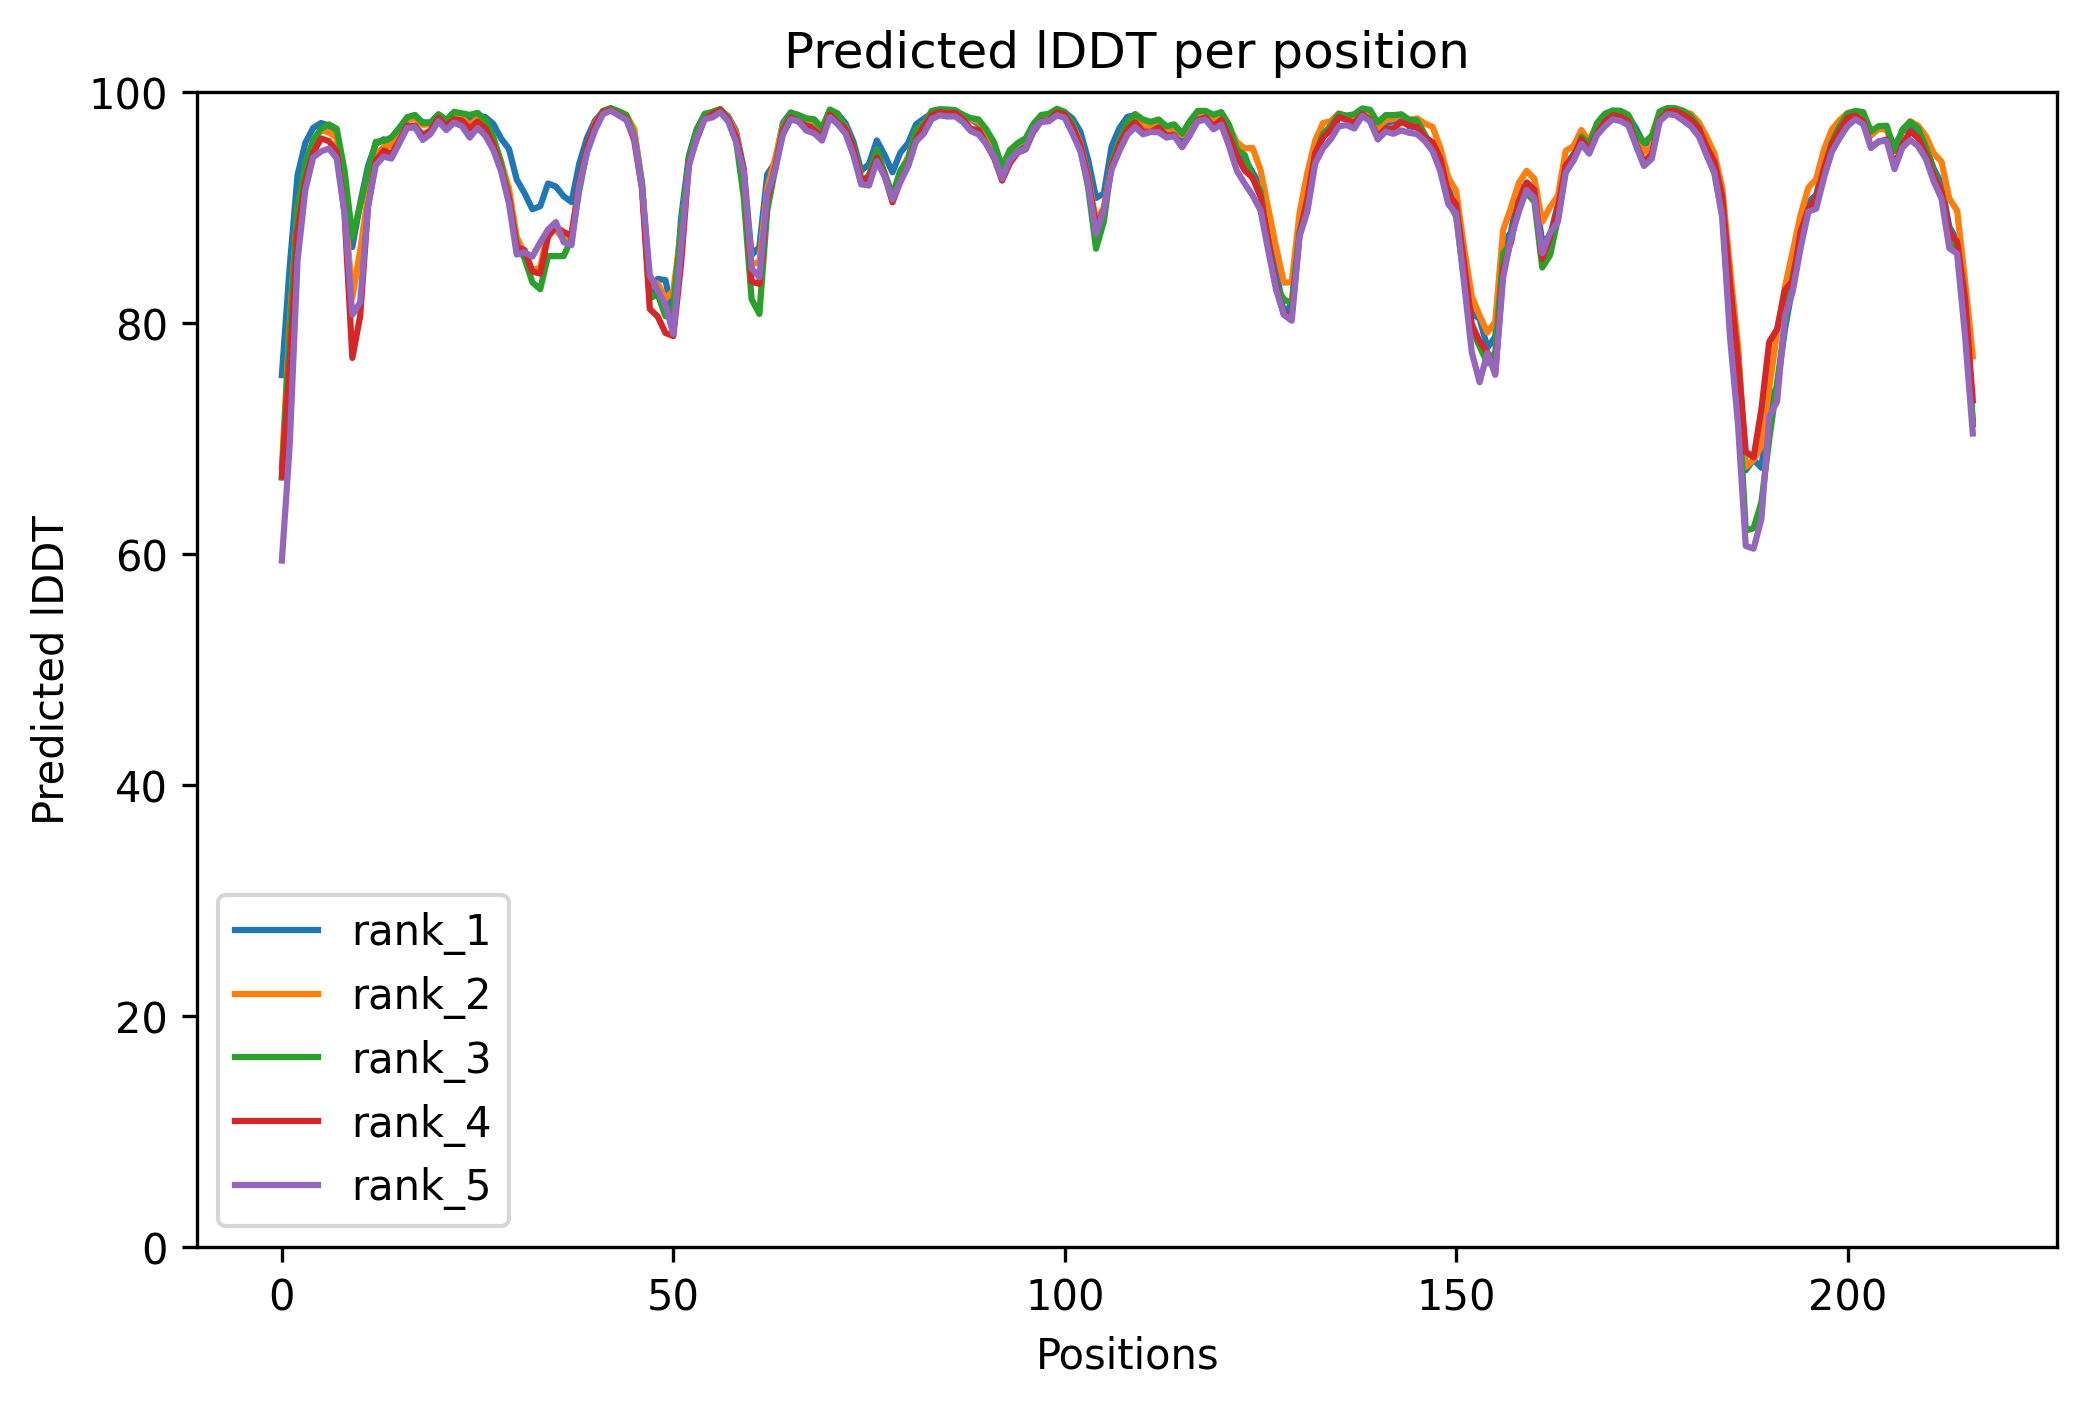 Predicted lDDT per position
100
80
60
40
20
0
Predicted lDDT
rank_1
rank_2
rank_3
rank_4
rank_5
0 50 100 150 200
Positions